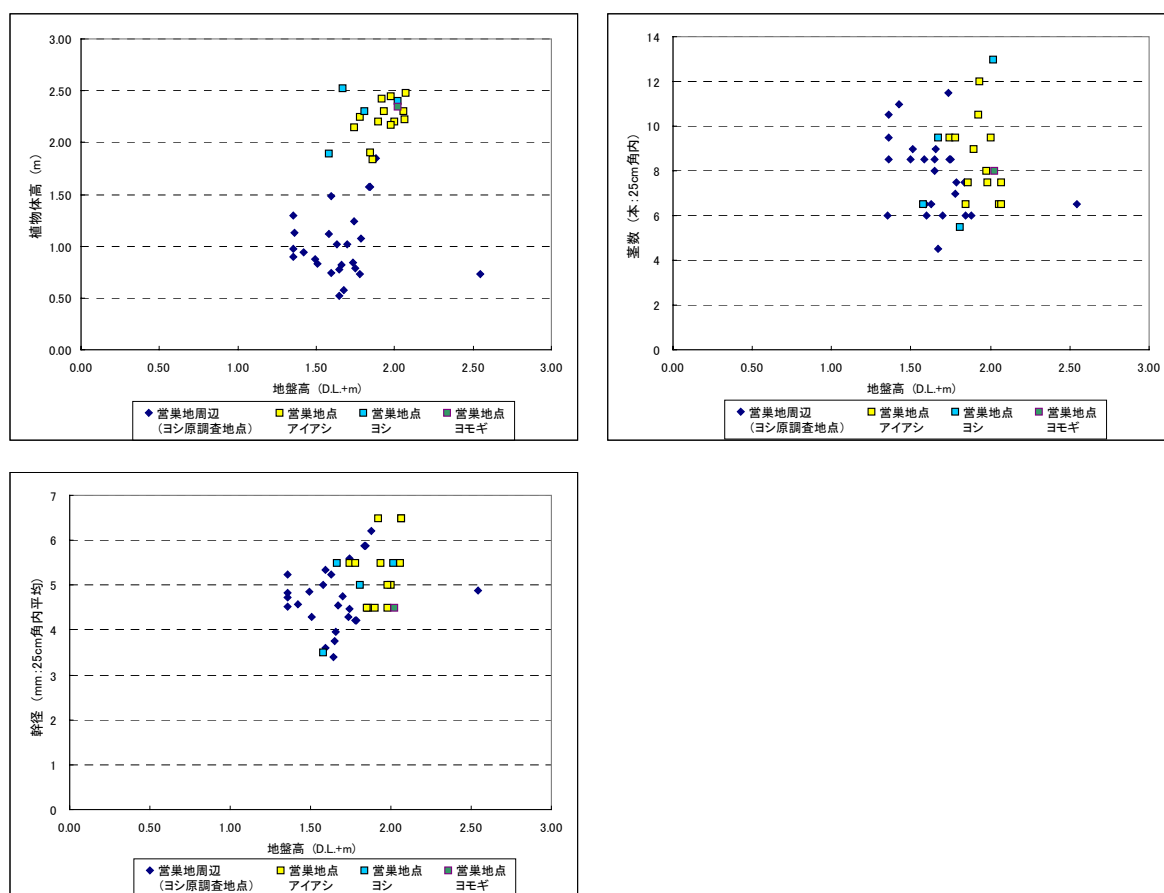 3.00
2.50
2.00
1.50
1.00
0.50
0.00
植物体高 (m)
0.00 0.50 1.00 1.50 2.00 2.50 3.00
地盤高 (D.L.+m)
営巣地周辺 (ヨシ原調査地点)
営巣地点 アイアシ
営巣地点 ヨシ
営巣地点 ヨモギ
14
12
10
8
6
4
2
0
茎数 (本:25cm角内)
0.00 0.50 1.00 1.50 2.00 2.50 3.00
地盤高 (D.L.+m)
営巣地周辺 (ヨシ原調査地点)
営巣地点 アイアシ
営巣地点 ヨシ
営巣地点 ヨモギ
7
6
5
4
3
2
1
0
幹径 (mm:25cm角内平均)
0.00 0.50 1.00 1.50 2.00 2.50 3.00
地盤高 (D.L.+m)
営巣地周辺 (ヨシ原調査地点)
営巣地点 アイアシ
営巣地点 ヨシ
営巣地点 ヨモギ